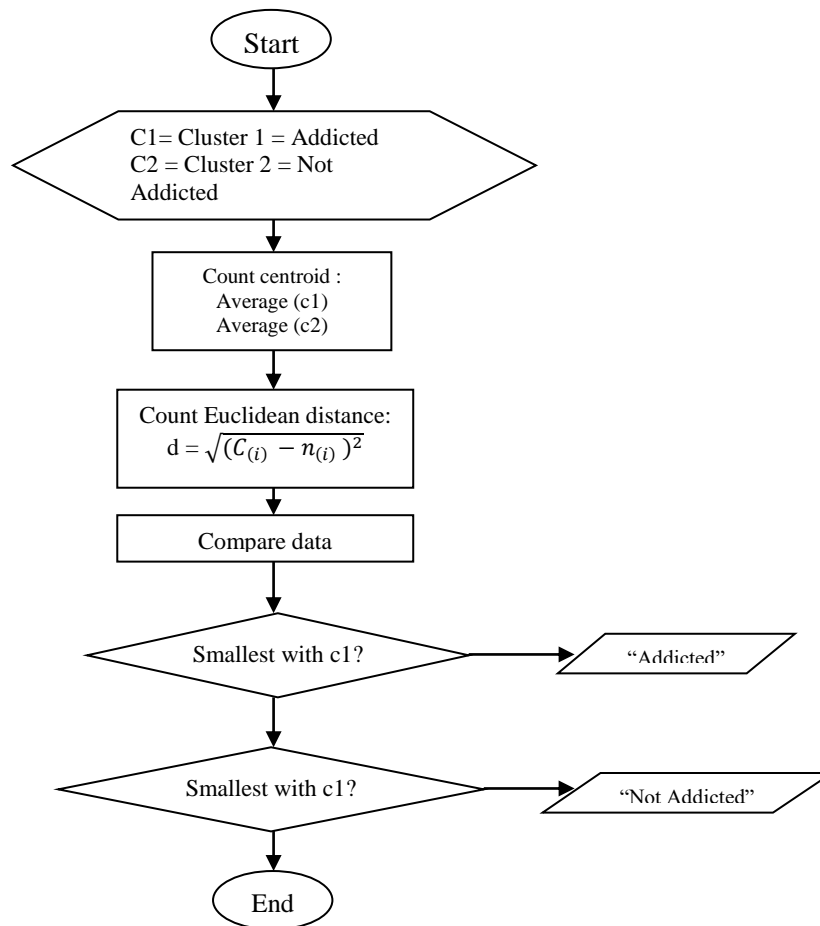 Start
C1= Cluster 1 = Addicted
C2 = Cluster 2 = Not
Addicted
Count centroid :
Average (c1)
Average (c2)
Count Euclidean distance:
d = √(C₍ᵢ₎ − n₍ᵢ₎ )²
Compare data
Smallest with c1?
“Addicted”
Smallest with c1?
“Not Addicted”
End